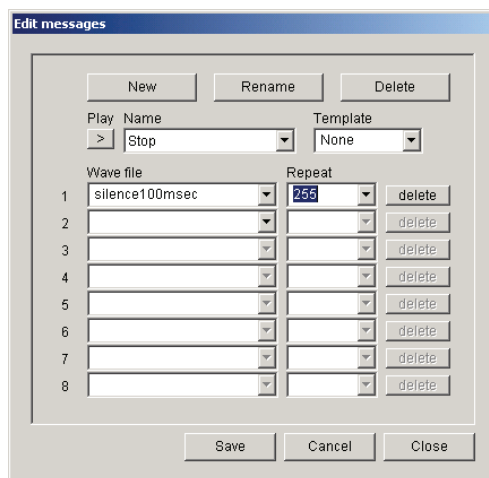 Edit messages
New Rename Delete
Play Name Template
> Stop None
Wave file Repeat
1 silence100msec 255 delete
2 delete
3 delete
4 delete
5 delete
6 delete
7 delete
8 delete
Save Cancel Close